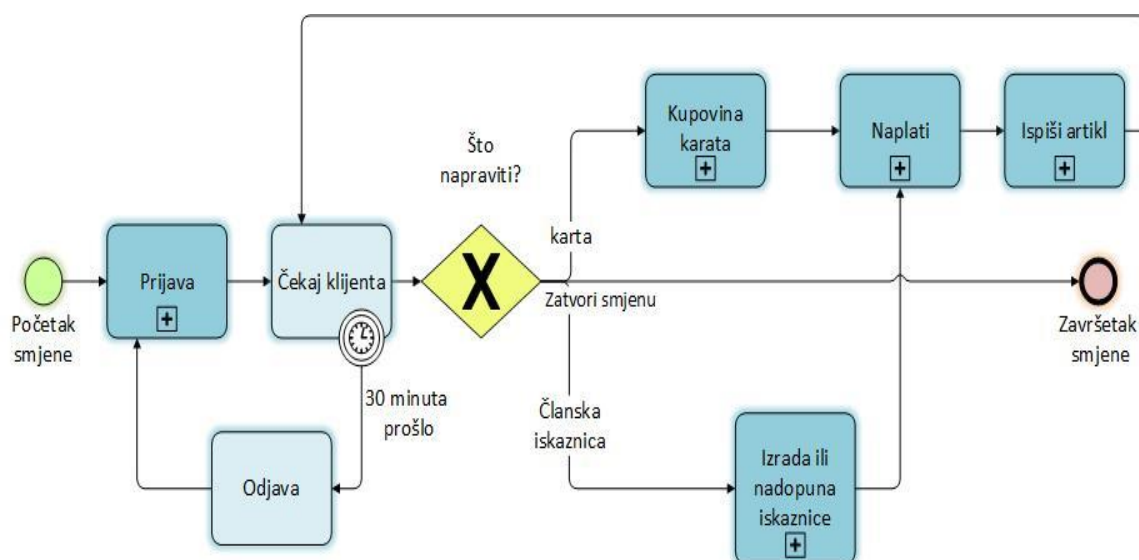 Početak
smjene
Prijava
Čekaj klijenta
30 minuta
prošlo
Odjava
Što
napraviti?
X
karta
Zatvori smjenu
Članska
iskaznica
Kupovina
karata
Naplati
Ispiši artikl
Izrada ili
nadopuna
iskaznice
Završetak
smjene